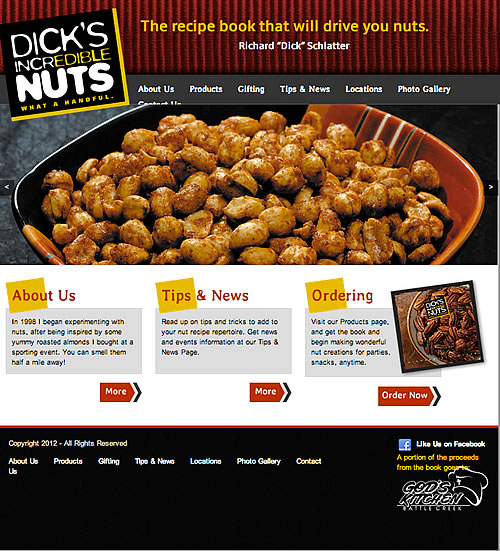 DICK'S
INCREDIBLE
NUTS
WHAT A HANDFUL.
The recipe book that will drive you nuts.
Richard "Dick" Schlatter
About Us Products Gifting Tips & News Locations Photo Gallery
Contact Us
< >
About Us
In 1998 I began experimenting with
nuts, after being inspired by some
yummy roasted almonds I bought at a
sporting event. You can smell them
half a mile away!
More
Tips & News
Read up on tips and tricks to add to
your nut recipe repertoire. Get news
and events information at our Tips &
News Page.
More
Ordering
Visit our Products page,
and get the book and
begin making wonderful
nut creations for parties,
snacks, anytime.
Order Now
DICK'S
INCREDIBLE
NUTS
Copyright 2012 - All Rights Reserved
About Us Products Gifting Tips & News Locations Photo Gallery Contact
Us
Like Us on Facebook
A portion of the proceeds
from the book goes to:
GOD'S
KITCHEN
BATTLE CREEK